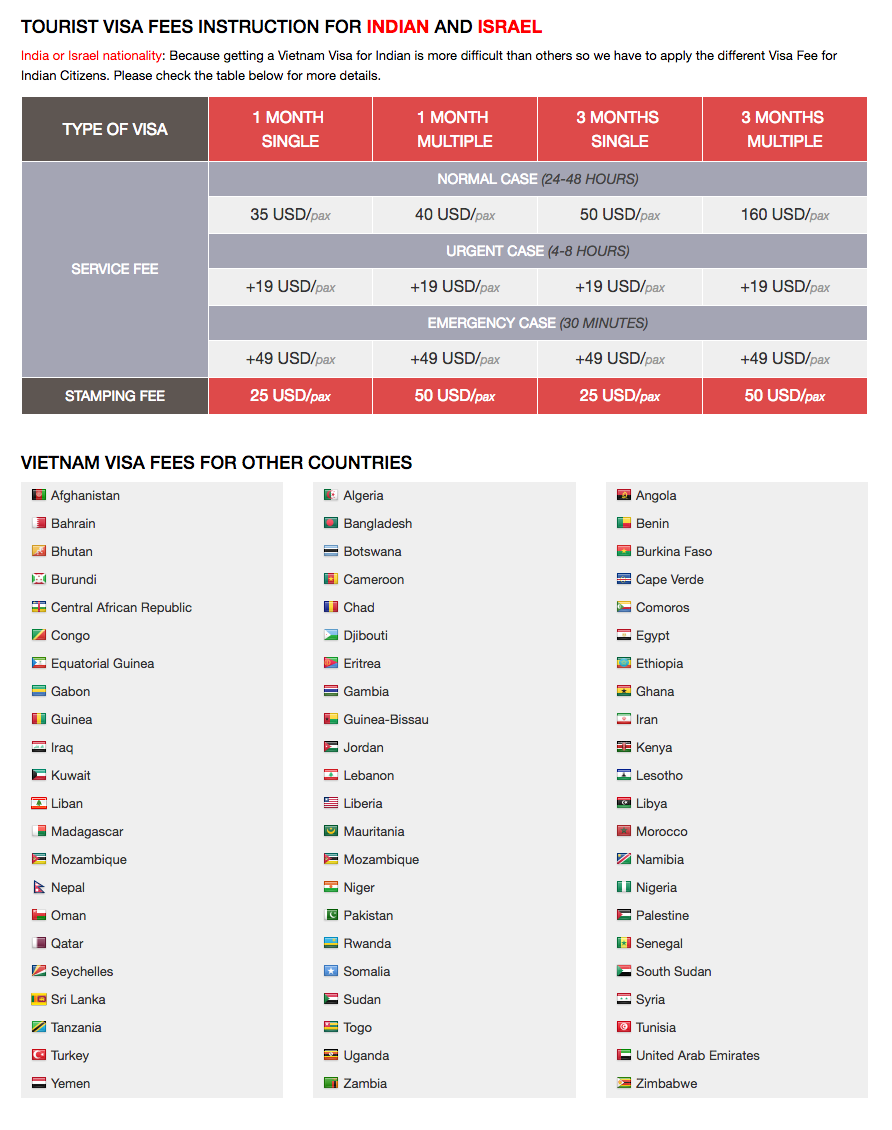 TOURIST VISA FEES INSTRUCTION FOR INDIAN AND ISRAEL
India or Israel nationality: Because getting a Vietnam Visa for Indian is more difficult than others so we have to apply the different Visa Fee for
Indian Citizens. Please check the table below for more details.
TYPE OF VISA 1 MONTH SINGLE 1 MONTH MULTIPLE 3 MONTHS SINGLE 3 MONTHS MULTIPLE
SERVICE FEE
NORMAL CASE (24-48 HOURS)
35 USD/pax 40 USD/pax 50 USD/pax 160 USD/pax
URGENT CASE (4-8 HOURS)
+19 USD/pax +19 USD/pax +19 USD/pax +19 USD/pax
EMERGENCY CASE (30 MINUTES)
+49 USD/pax +49 USD/pax +49 USD/pax +49 USD/pax
STAMPING FEE 25 USD/pax 50 USD/pax 25 USD/pax 50 USD/pax
VIETNAM VISA FEES FOR OTHER COUNTRIES
Afghanistan Algeria Angola
Bahrain Bangladesh Benin
Bhutan Botswana Burkina Faso
Burundi Cameroon Cape Verde
Central African Republic Chad Comoros
Congo Djibouti Egypt
Equatorial Guinea Eritrea Ethiopia
Gabon Gambia Ghana
Guinea Guinea-Bissau Iran
Iraq Jordan Kenya
Kuwait Lebanon Lesotho
Liban Liberia Libya
Madagascar Mauritania Morocco
Mozambique Mozambique Namibia
Nepal Niger Nigeria
Oman Pakistan Palestine
Qatar Rwanda Senegal
Seychelles Somalia South Sudan
Sri Lanka Sudan Syria
Tanzania Togo Tunisia
Turkey Uganda United Arab Emirates
Yemen Zambia Zimbabwe